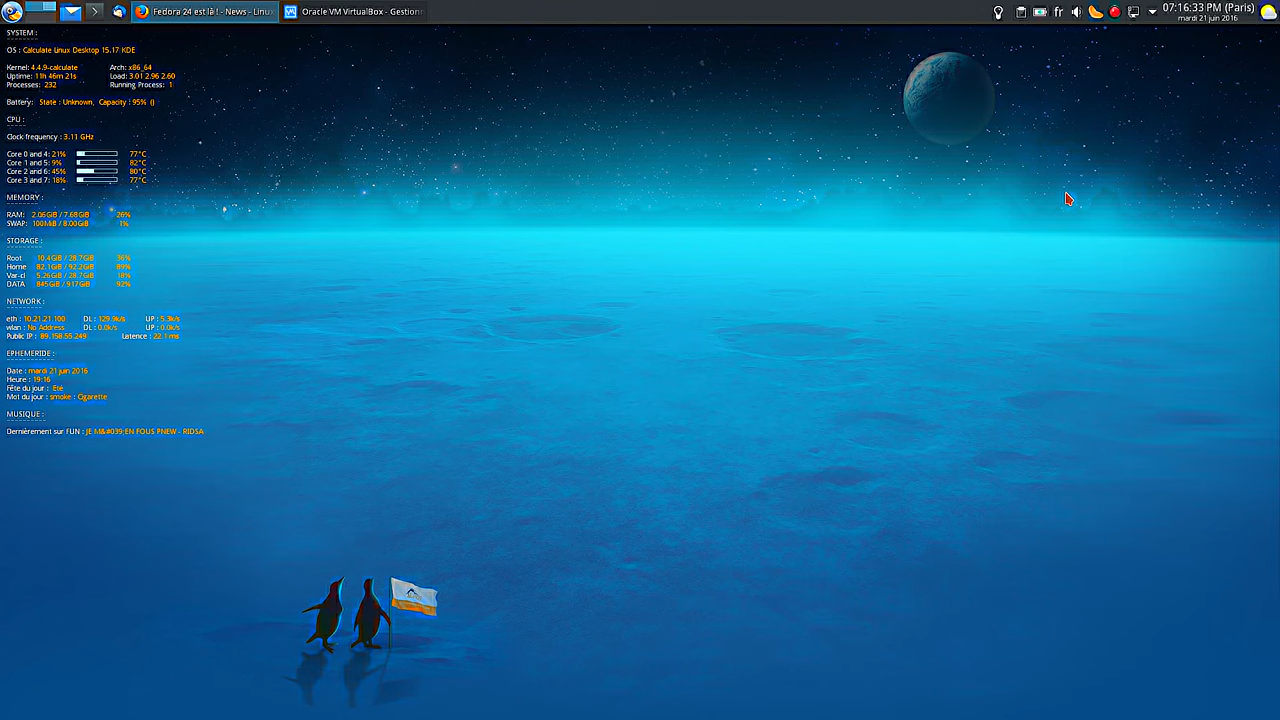 Fedora 24 est là ! - News - Linux
Oracle VM VirtualBox - Gestionn
fr
07:16:33 PM (Paris)
mardi 21 juin 2016
SYSTEM :
OS : Calculate Linux Desktop 15.17 KDE
Kernel: 4.4.9-calculate Arch: x86_64
Uptime: 11h 46m 21s Load: 3.01 2.96 2.60
Processes: 232 Running Process: 1
Battery: State : Unknown, Capacity : 95% ()
CPU :
Clock frequency : 3.11 GHz
Core 0 and 4: 21% 77°C
Core 1 and 5: 9% 82°C
Core 2 and 6: 45% 80°C
Core 3 and 7: 18% 77°C
MEMORY :
RAM: 2.06GiB / 7.68GiB 26%
SWAP: 100MiB / 8.00GiB 1%
STORAGE :
Root 10.4GiB / 28.7GiB 36%
Home 82.1GiB / 92.2GiB 89%
Var-cl 5.26GiB / 28.7GiB 18%
DATA 845GiB / 917GiB 92%
NETWORK :
eth : 10.21.21.100 DL : 129.9k/s UP : 5.3k/s
wlan : No Address DL : 0.0k/s UP : 0.0k/s
Public IP : 89.158.55.249 Latence : 22.1 ms
EPHEMERIDE :
Date : mardi 21 juin 2016
Heure : 19:16
Fête du jour : Eté
Mot du jour : smoke : Cigarette
MUSIQUE :
Dernièrement sur FUN : JE M&#039;EN FOUS PNEW - RIDSA